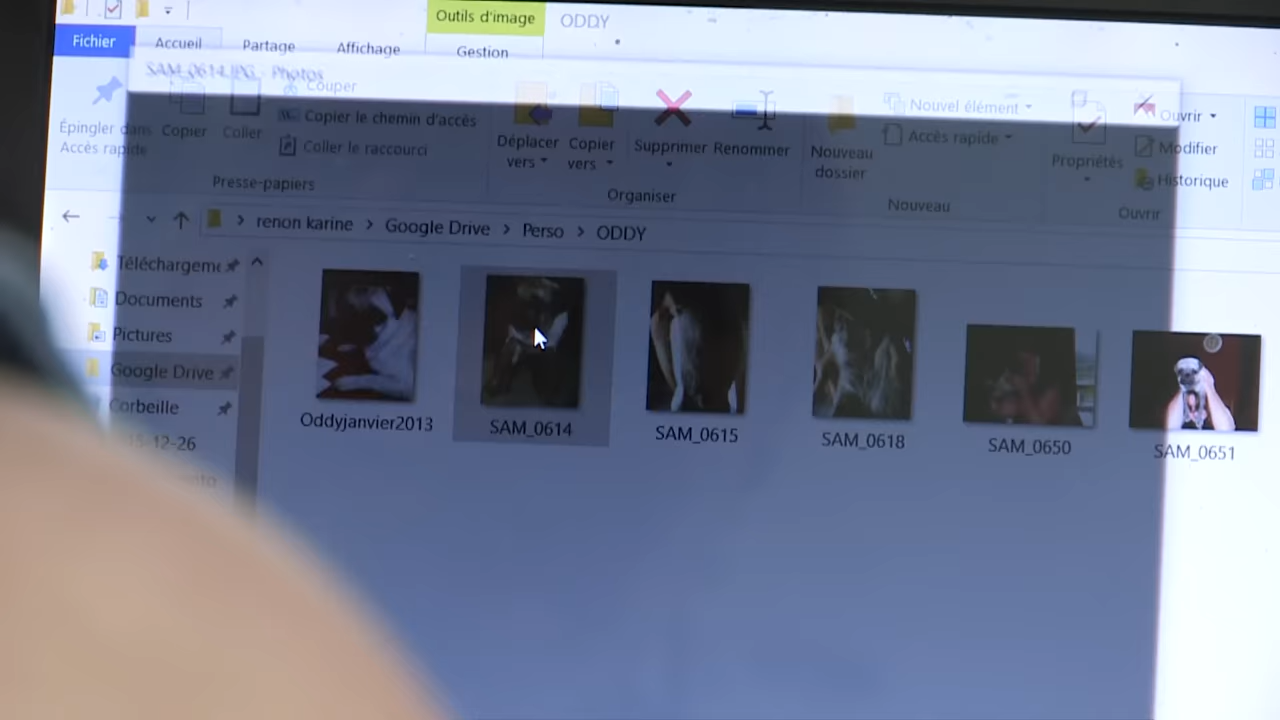 Outils d'image ODDY
Fichier Accueil Partage Affichage Gestion
SAM_0614.JPG - Photos
Couper
Copier le chemin d'accès
Coller le raccourci
Épingler dans
Accès rapide
Copier
Coller
Presse-papiers
Déplacer
vers
Copier
vers
Supprimer
Renommer
Organiser
Nouveau
dossier
Nouvel élément
Accès rapide
Nouveau
Propriétés
Ouvrir
Modifier
Historique
Ouvrir
renon karine > Google Drive > Perso > ODDY
Téléchargeme
Documents
Pictures
Google Drive
Corbeille
12-26
Oddyjanvier2013
SAM_0614
SAM_0615
SAM_0618
SAM_0650
SAM_0651